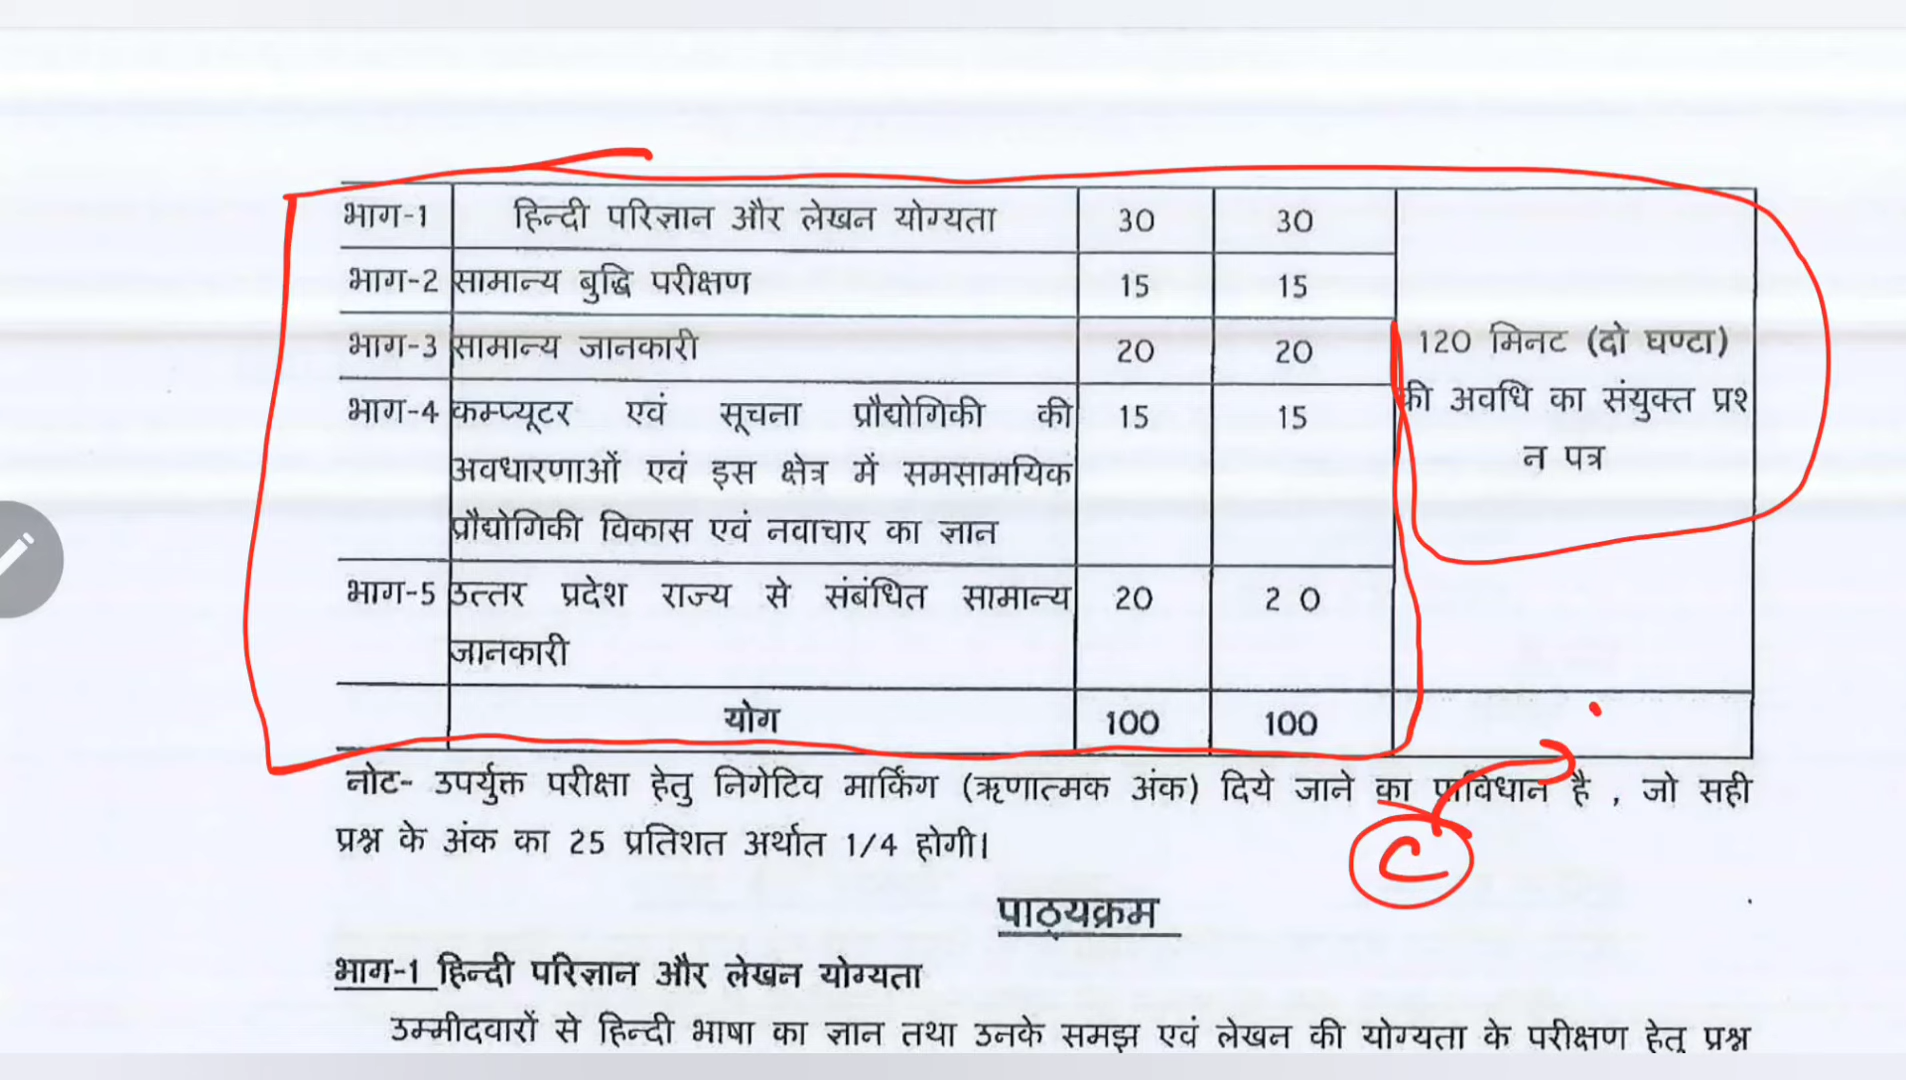 भाग-1 हिन्दी परिज्ञान और लेखन योग्यता 30 30
भाग-2 सामान्य बुद्धि परीक्षण 15 15
भाग-3 सामान्य जानकारी 20 20
120 मिनट (दो घण्टा)
की अवधि का संयुक्त प्रश्
न पत्र
भाग-4 कम्प्यूटर एवं सूचना प्रौद्योगिकी की 15 15
अवधारणाओं एवं इस क्षेत्र में समसामयिक
प्रौद्योगिकी विकास एवं नवाचार का ज्ञान
भाग-5 उत्तर प्रदेश राज्य से संबंधित सामान्य 20 2 0
जानकारी
योग 100 100
नोट- उपर्युक्त परीक्षा हेतु निगेटिव मार्किंग (ऋणात्मक अंक) दिये जाने का प्राविधान है , जो सही
प्रश्न के अंक का 25 प्रतिशत अर्थात 1/4 होगी।
C
पाठ्यक्रम
भाग-1 हिन्दी परिज्ञान और लेखन योग्यता
उम्मीदवारों से हिन्दी भाषा का ज्ञान तथा उनके समझ एवं लेखन की योग्यता के परीक्षण हेतु प्रश्न